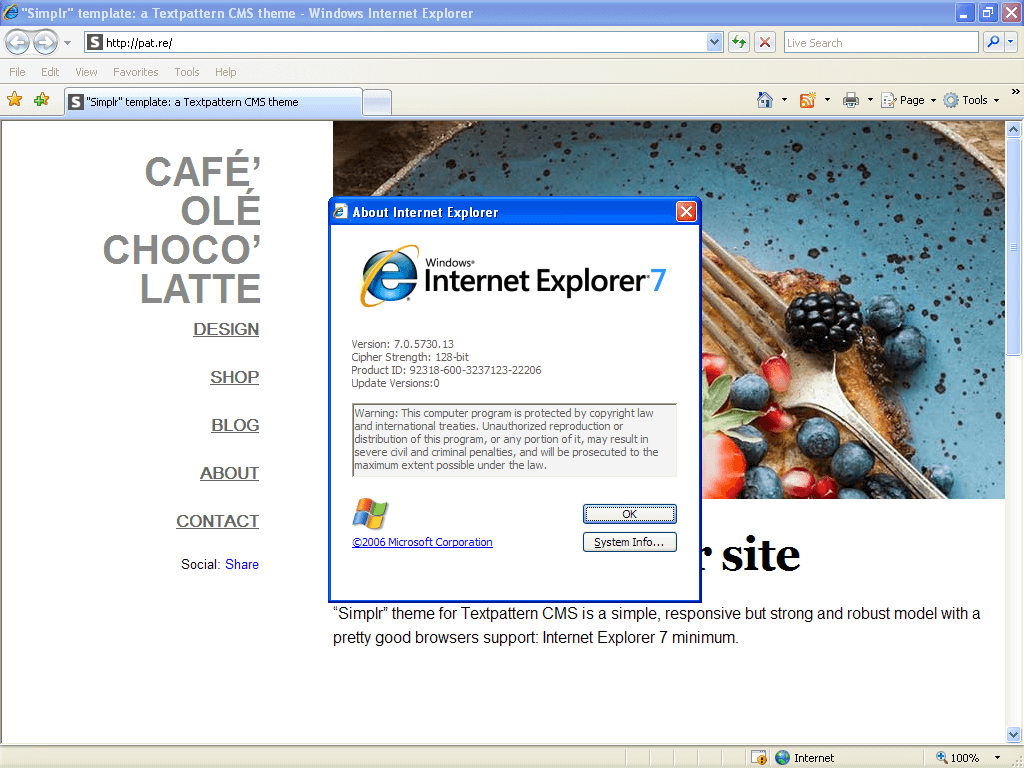 "Simplr" template: a Textpattern CMS theme - Windows Internet Explorer
S http://pat.re/
Live Search
File Edit View Favorites Tools Help
S "Simplr" template: a Textpattern CMS theme
Page Tools »
CAFÉ’
OLÉ
CHOCO’
LATTE
DESIGN
SHOP
BLOG
ABOUT
CONTACT
Social: Share
About Internet Explorer
Windows®
Internet Explorer 7
Version: 7.0.5730.13
Cipher Strength: 128-bit
Product ID: 92318-600-3237123-22206
Update Versions:0
Warning: This computer program is protected by copyright law
and international treaties. Unauthorized reproduction or
distribution of this program, or any portion of it, may result in
severe civil and criminal penalties, and will be prosecuted to the
maximum extent possible under the law.
OK
©2006 Microsoft Corporation
System Info...
site
“Simplr” theme for Textpattern CMS is a simple, responsive but strong and robust model with a
pretty good browsers support: Internet Explorer 7 minimum.
Internet
100%